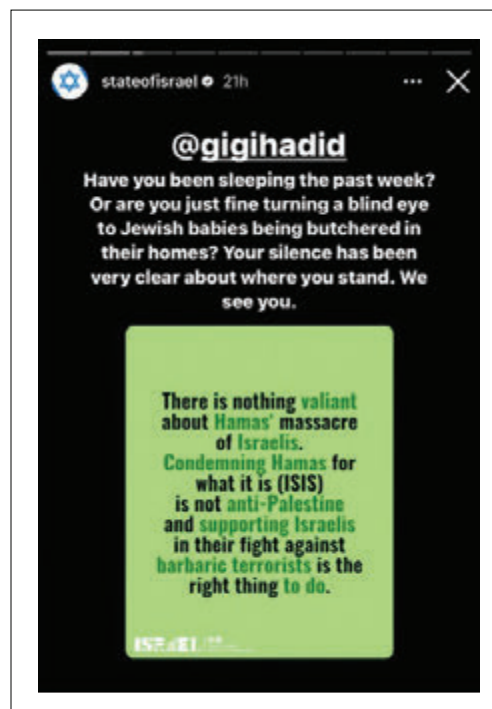 stateofisrael 21h
@gigihadid
Have you been sleeping the past week?
Or are you just fine turning a blind eye
to Jewish babies being butchered in
their homes? Your silence has been
very clear about where you stand. We
see you.
There is nothing valiant
about Hamas' massacre
of Israelis.
Condemning Hamas for
what it is (ISIS)
is not anti-Palestine
and supporting Israelis
in their fight against
barbaric terrorists is the
right thing to do.
ISRAEL